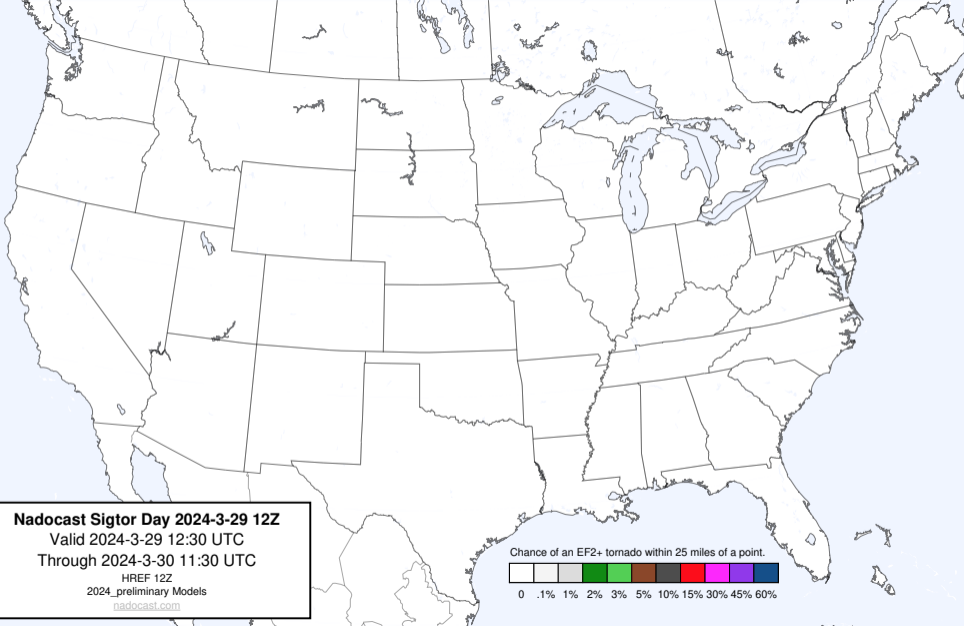 Nadocast Sigtor Day 2024-3-29 12Z
Valid 2024-3-29 12:30 UTC
Through 2024-3-30 11:30 UTC
HREF 12Z
2024_preliminary Models
nadocast.com
Chance of an EF2+ tornado within 25 miles of a point.
0 .1% 1% 2% 3% 5% 10% 15% 30% 45% 60%